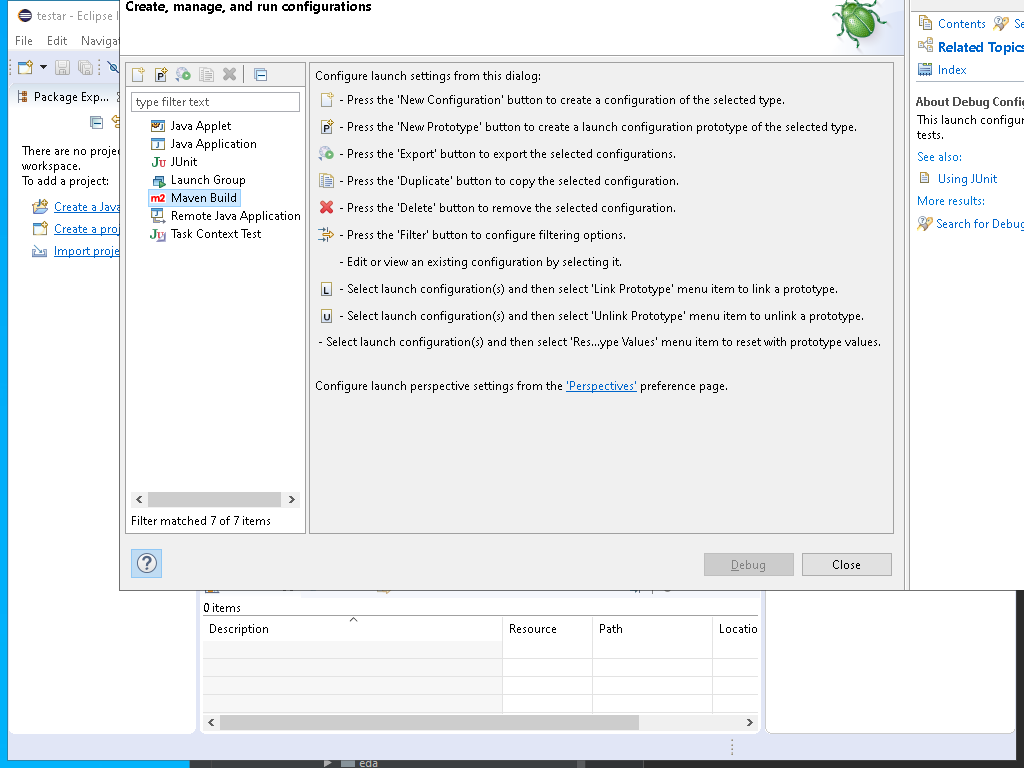 testar - Eclipse I
File Edit Naviga
Package Exp...
There are no proje
workspace.
To add a project:
Create a Java
Create a proj
Import proje
Create, manage, and run configurations
type filter text
Java Applet
Java Application
JUnit
Launch Group
Maven Build
Remote Java Application
Task Context Test
Filter matched 7 of 7 items
Configure launch settings from this dialog:
- Press the 'New Configuration' button to create a configuration of the selected type.
- Press the 'New Prototype' button to create a launch configuration prototype of the selected type.
- Press the 'Export' button to export the selected configurations.
- Press the 'Duplicate' button to copy the selected configuration.
- Press the 'Delete' button to remove the selected configuration.
- Press the 'Filter' button to configure filtering options.
- Edit or view an existing configuration by selecting it.
- Select launch configuration(s) and then select 'Link Prototype' menu item to link a prototype.
- Select launch configuration(s) and then select 'Unlink Prototype' menu item to unlink a prototype.
- Select launch configuration(s) and then select 'Res...ype Values' menu item to reset with prototype values.
Configure launch perspective settings from the 'Perspectives' preference page.
Debug
Close
Contents Se
Related Topics
Index
About Debug Config
This launch configur
tests.
See also:
Using JUnit
More results:
Search for Debug
0 items
Description Resource Path Locatio
eda